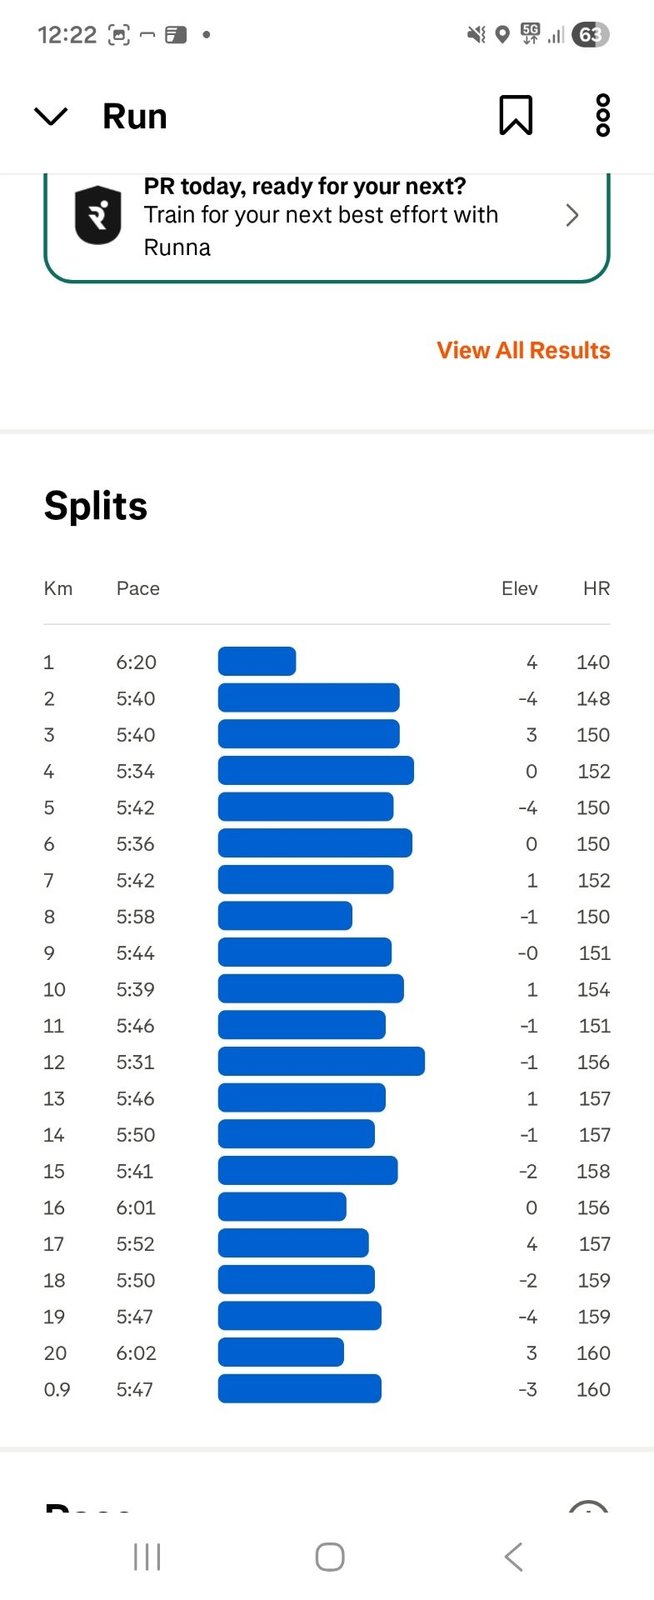 12:22
5G
63
Run
PR today, ready for your next?
Train for your next best effort with
Runna
View All Results
Splits
Km Pace Elev HR
1 6:20 4 140
2 5:40 -4 148
3 5:40 3 150
4 5:34 0 152
5 5:42 -4 150
6 5:36 0 150
7 5:42 1 152
8 5:58 -1 150
9 5:44 -0 151
10 5:39 1 154
11 5:46 -1 151
12 5:31 -1 156
13 5:46 1 157
14 5:50 -1 157
15 5:41 -2 158
16 6:01 0 156
17 5:52 4 157
18 5:50 -2 159
19 5:47 -4 159
20 6:02 3 160
0.9 5:47 -3 160